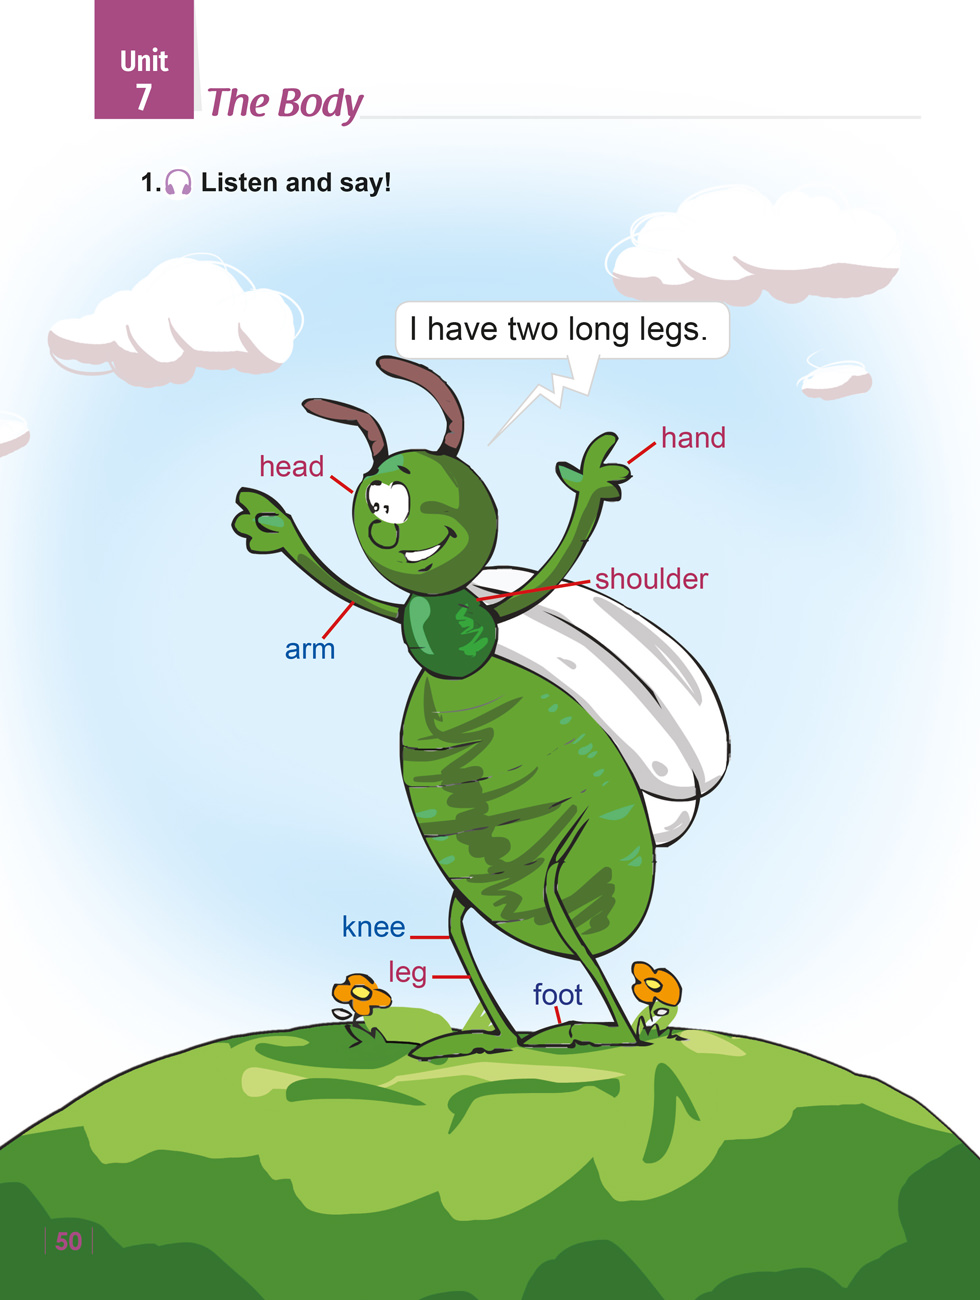 Unit
7
The Body
1. Listen and say!
I have two long legs.
hand
head
shoulder
arm
knee
leg
foot
50